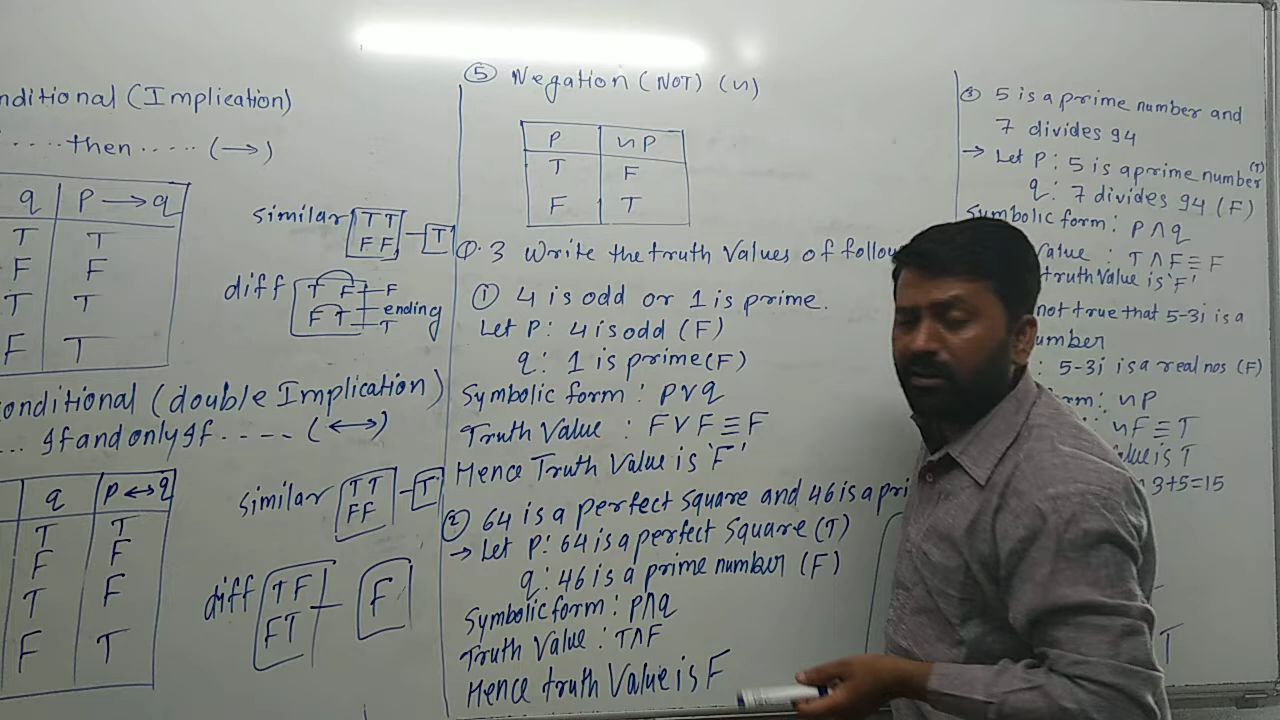 nditional (Implication)
....then..... (→)
q | P → q
T | T
F | F
T | T
F | T
similar TT FF – T
diff T F – F
F T – T
ending
onditional (double Implication)
... If and only If .... (↔)
q | P ↔ q
T | T
F | F
T | F
F | T
similar TT FF – T
diff TF FT – F
⑤ Negation (NOT) (~)
P | ~P
T | F
F | T
Q.3 Write the truth Values of follow
① 4 is odd or 1 is prime.
Let P: 4 is odd (F)
q: 1 is prime (F)
Symbolic form : p∨q
Truth Value : F∨F≡F
Hence Truth Value is 'F'
② 64 is a perfect square and 46 is a pri
→ Let P: 64 is a perfect Square (T)
q: 46 is a prime number (F)
Symbolic form : p∧q
Truth Value : T∧F
Hence truth Value is F
③ 5 is a prime number and
7 divides 94
→ Let P: 5 is a prime number (T)
q: 7 divides 94 (F)
Symbolic form : P∧q
Value : T∧F≡F
truth Value is 'F'
not true that 5-3i is a
umber
: 5-3i is a real nos (F)
rm: ~P
~F≡T
alue is T
3+5=15
T